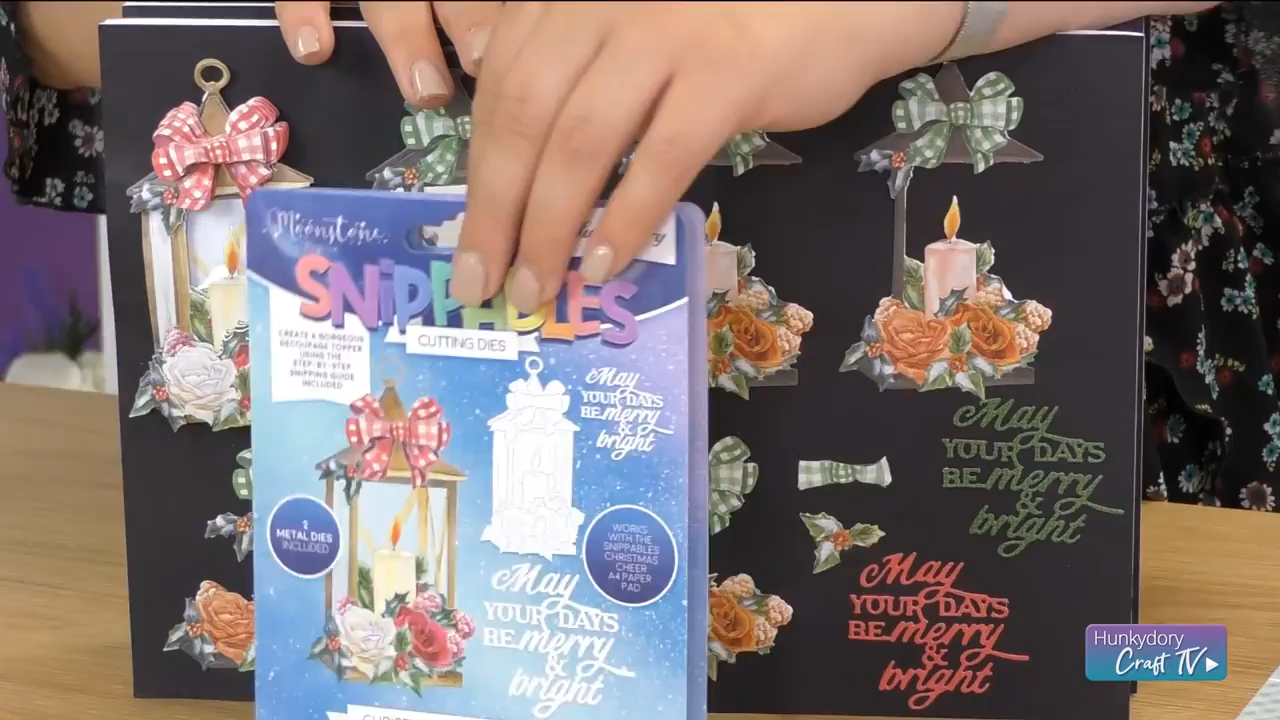 Moonstone
SNIPPABLES
CUTTING DIES
CREATE A GORGEOUS
DECOUPAGE TOPPER
USING THE
STEP-BY-STEP
SNIPPING GUIDE
INCLUDED
May
YOUR DAYS
BE merry
&
bright
2
METAL DIES
INCLUDED
WORKS
WITH THE
SNIPPABLES
CHRISTMAS
CHEER
A4 PAPER
PAD
May
YOUR DAYS
BE merry
&
bright
May
YOUR DAYS
BE merry
&
bright
May
YOUR DAYS
BE merry
&
bright
Hunkydory
Craft TV